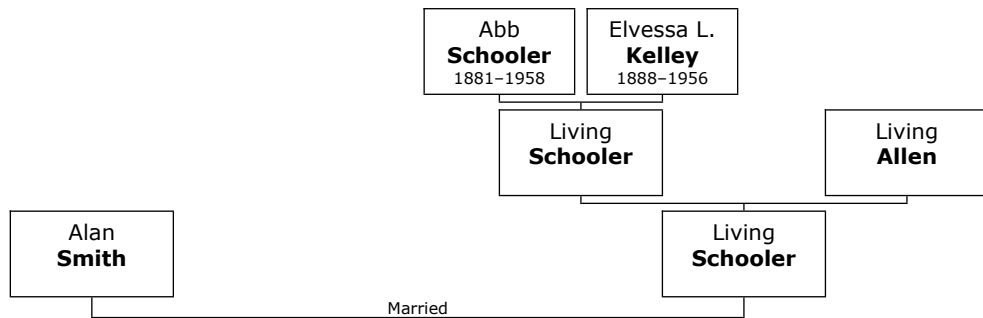 Abb
Schooler
1881–1958
Elvessa L.
Kelley
1888–1956
Living
Schooler
Living
Allen
Alan
Smith
Living
Schooler
Married